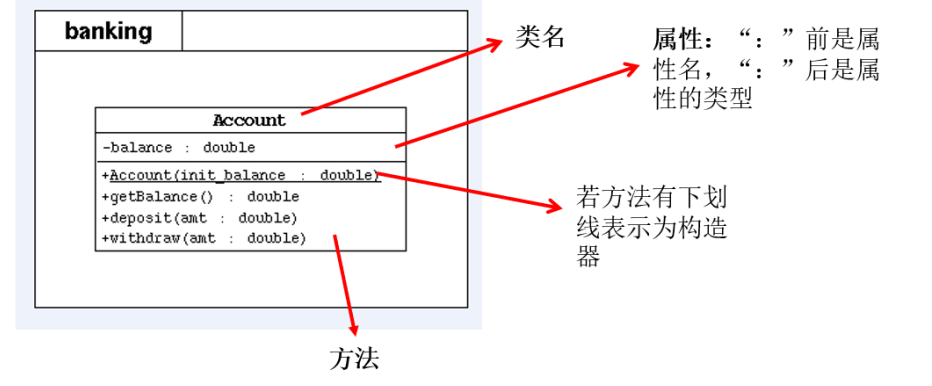 banking
类名
属性：“：”前是属
性名，“：”后是属
性的类型
Account
-balance : double
+Account(init_balance : double)
+getBalance() : double
+deposit(amt : double)
+withdraw(amt : double)
若方法有下划
线表示为构造
器
方法